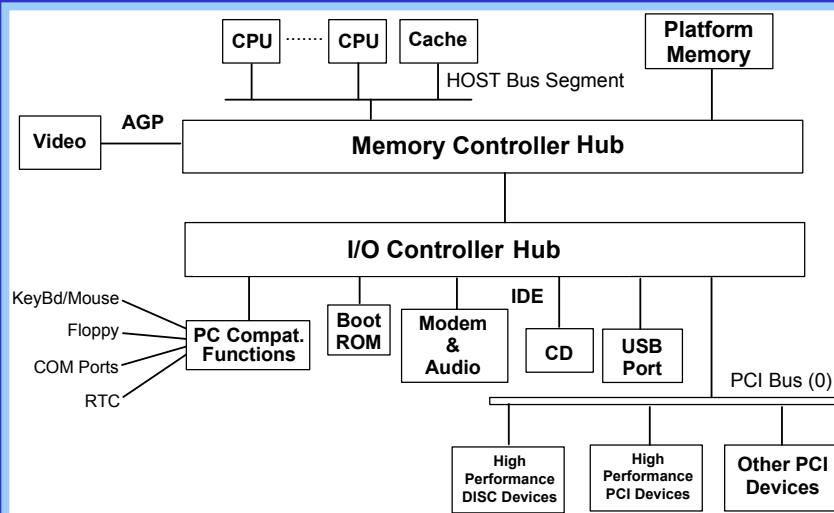 CPU ....... CPU
Cache
Platform
Memory
HOST Bus Segment
AGP
Video
Memory Controller Hub
I/O Controller Hub
KeyBd/Mouse
Floppy
COM Ports
RTC
PC Compat.
Functions
Boot
ROM
Modem
&
Audio
IDE
CD
USB
Port
PCI Bus (0)
High
Performance
DISC Devices
High
Performance
PCI Devices
Other PCI
Devices